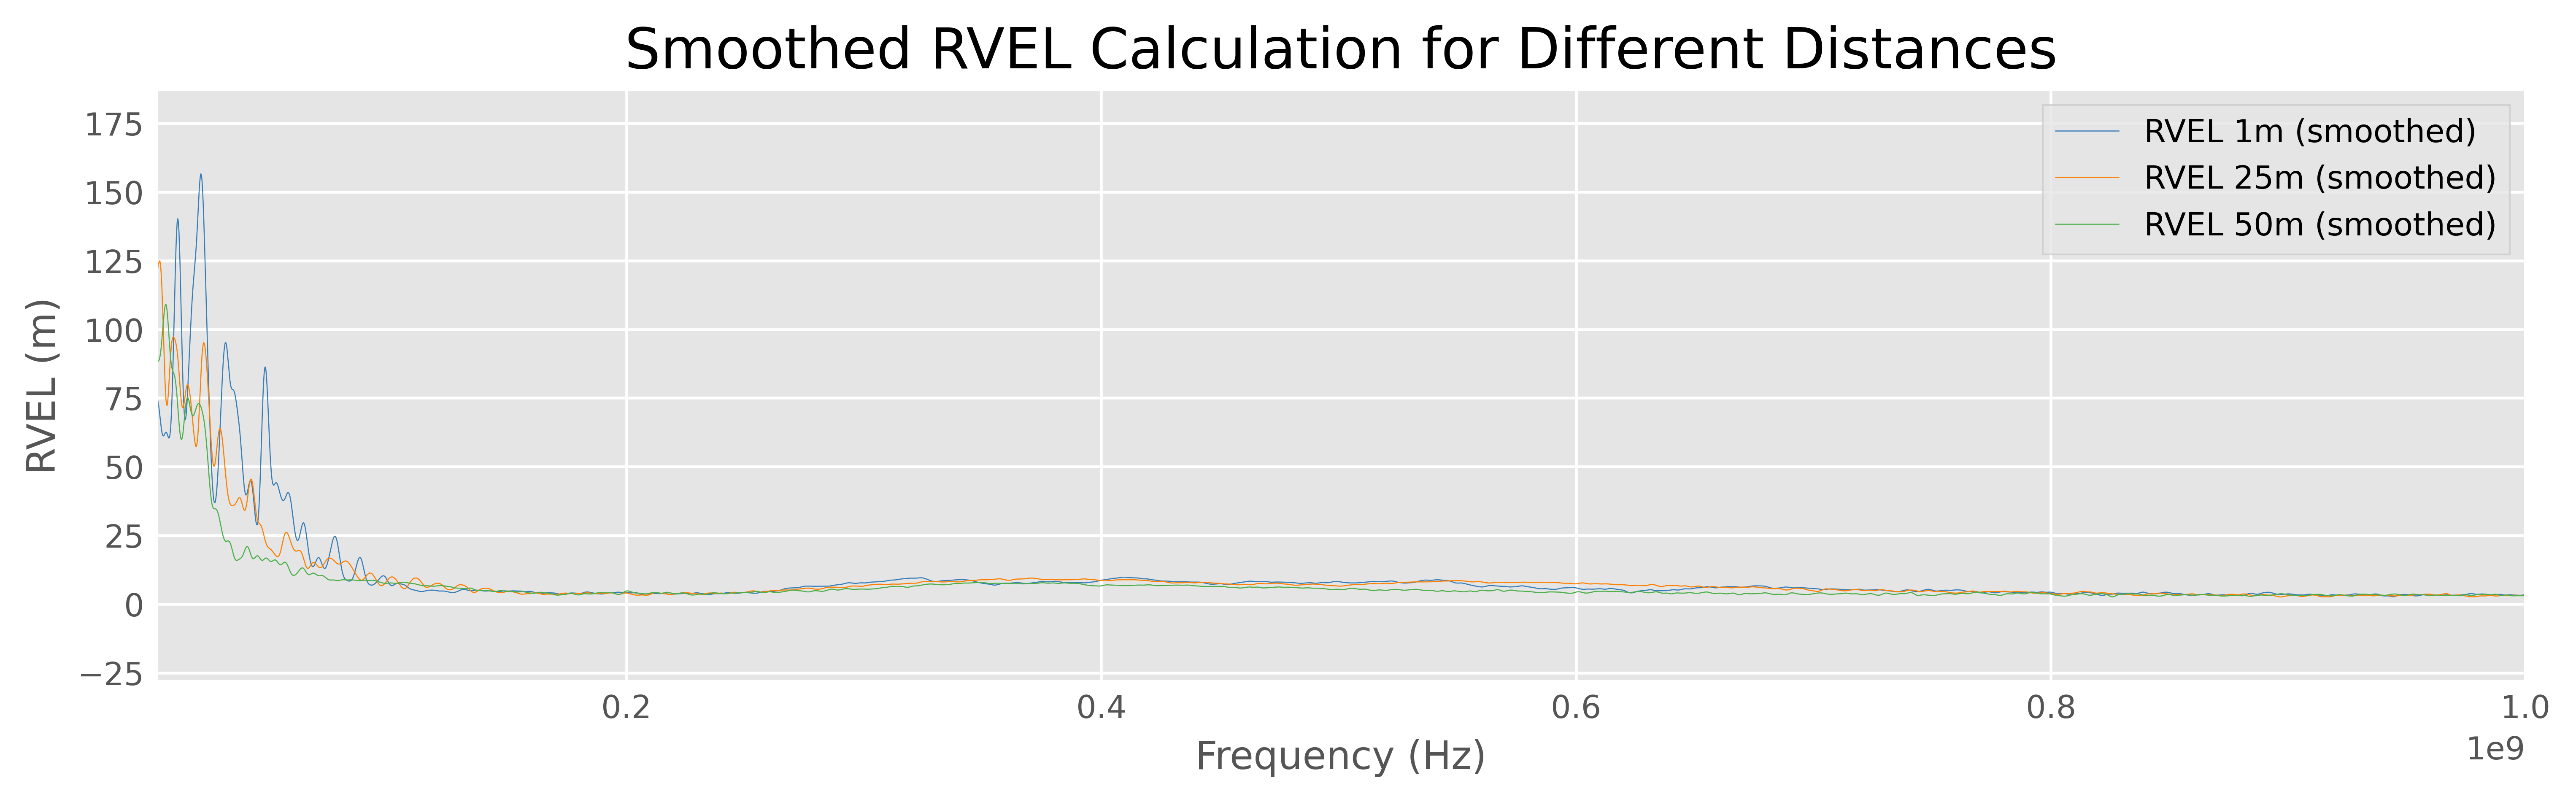 Smoothed RVEL Calculation for Different Distances
RVEL 1m (smoothed)
RVEL 25m (smoothed)
RVEL 50m (smoothed)
RVEL (m)
175
150
125
100
75
50
25
0
−25
0.2 0.4 0.6 0.8 1.0
Frequency (Hz)
1e9